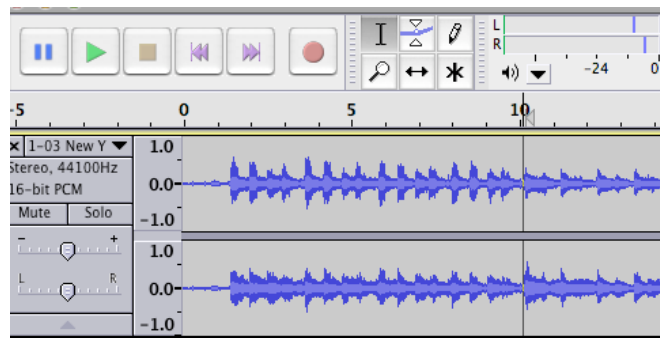 L
R
-24 0
-5 0 5 10
1-03 New Y
Stereo, 44100Hz
16-bit PCM
Mute Solo
- +
L R
1.0
0.0
-1.0
1.0
0.0
-1.0